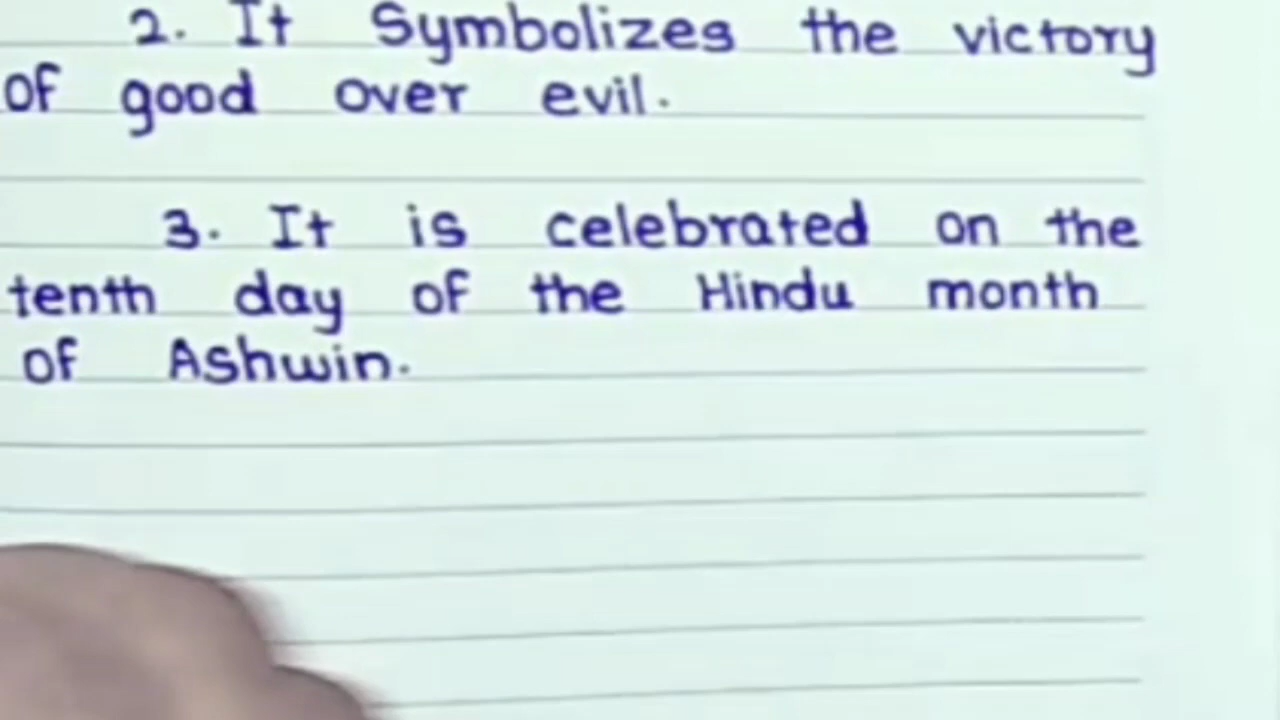 2. It Symbolizes the victory
of good over evil.
3. It is celebrated on the
tenth day of the Hindu month
of Ashwin.